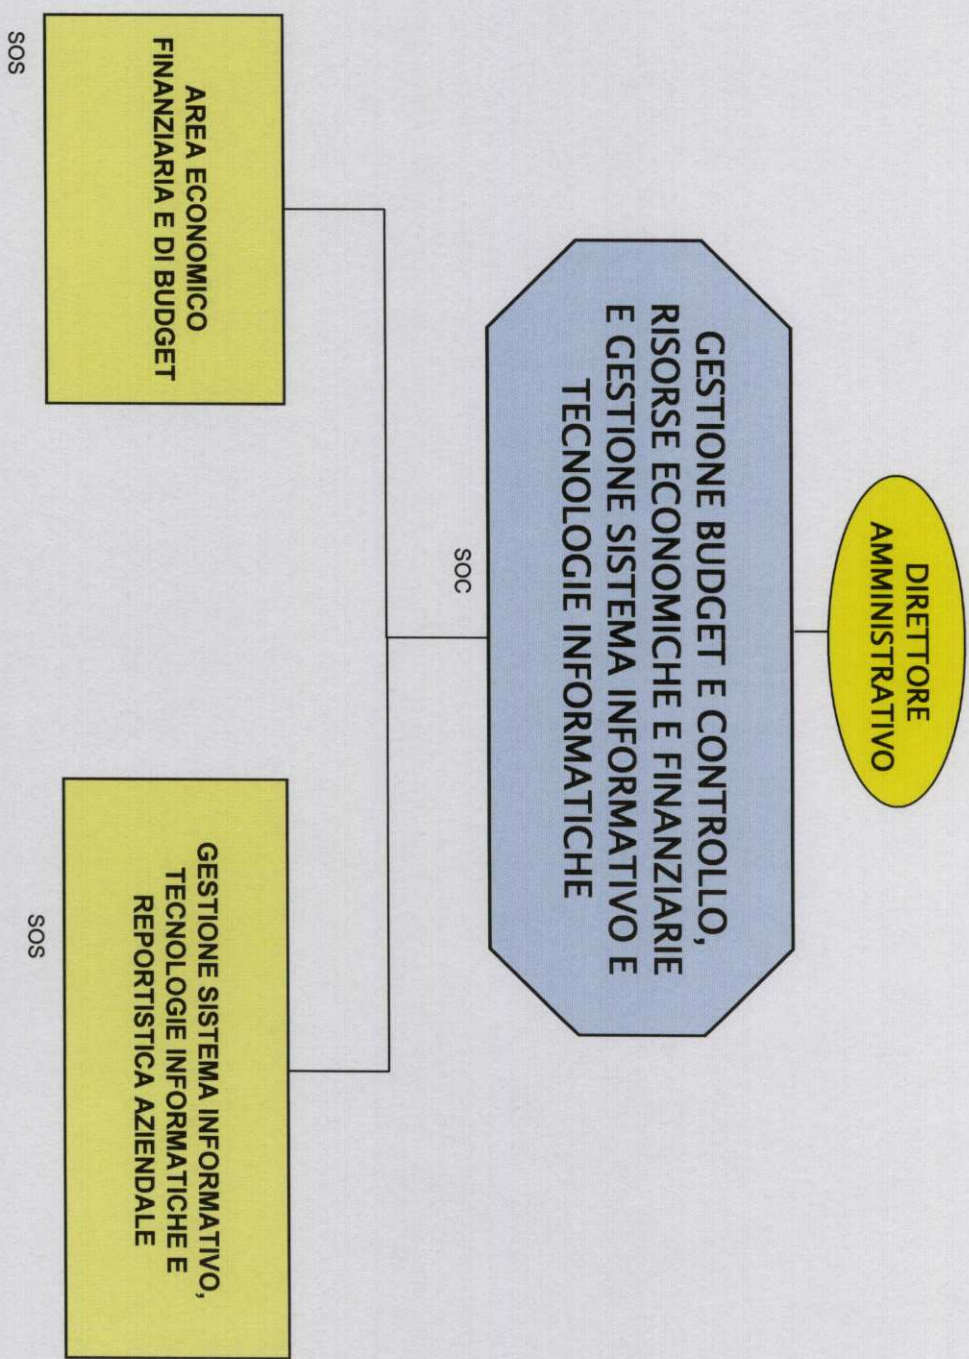 DIRETTORE
AMMINISTRATIVO
GESTIONE BUDGET E CONTROLLO,
RISORSE ECONOMICHE E FINANZIARIE
E GESTIONE SISTEMA INFORMATIVO E
TECNOLOGIE INFORMATICHE
SOC
AREA ECONOMICO
FINANZIARIA E DI BUDGET
SOS
GESTIONE SISTEMA INFORMATIVO,
TECNOLOGIE INFORMATICHE E
REPORTISTICA AZIENDALE
SOS